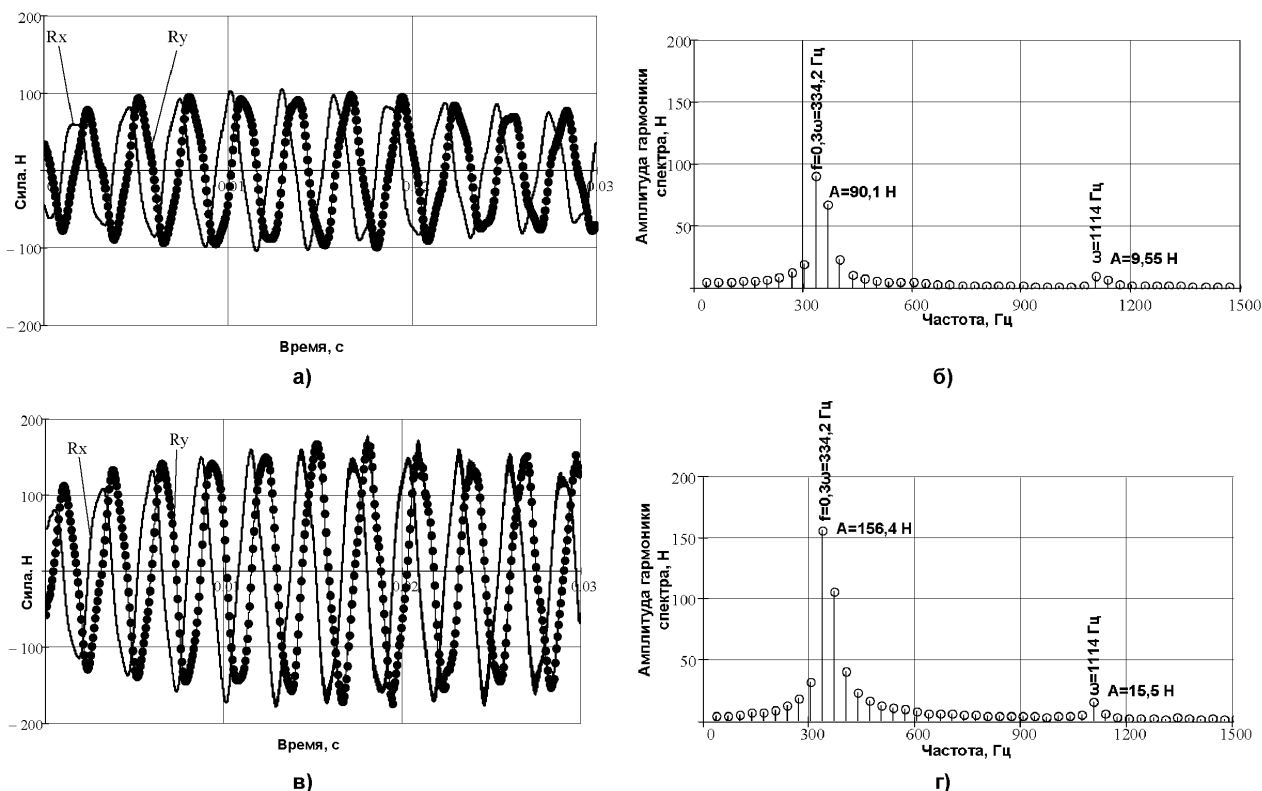 200
Rx
Ry
100
Сила. Н
0.01
0.02
0.03
– 100
– 200
Время, с
а)
Амплитуда гармоники
спектра, Н
200
150
100
50
f=0,3ω=334,2 Гц
A=90,1 Н
ω=1114 Гц
A=9,55 Н
0
300
600
900
1200
1500
Частота, Гц
б)
200
Rx
Ry
100
Сила. Н
0.01
0.02
0.03
– 100
– 200
Время, с
в)
Амплитуда гармоники
спектра, Н
200
150
100
50
f=0,3ω=334,2 Гц
A=156,4 Н
ω=1114 Гц
A=15,5 Н
0
300
600
900
1200
1500
Частота, Гц
г)